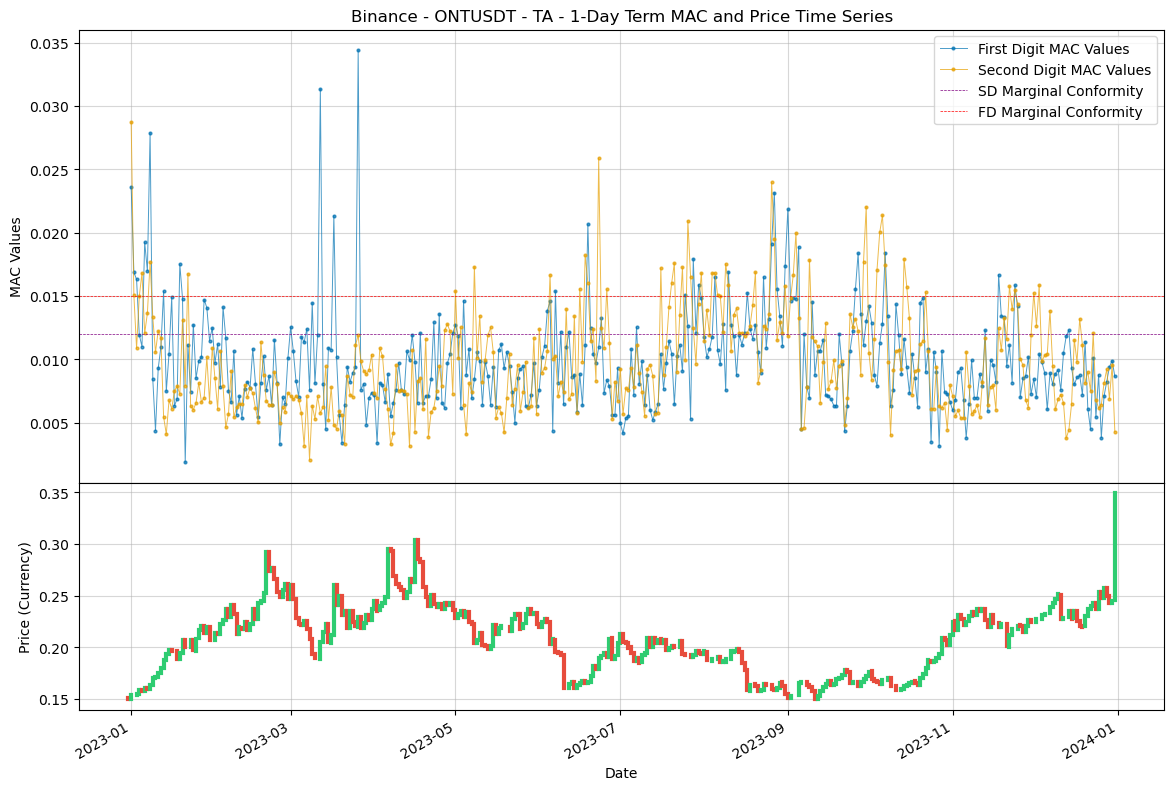 Binance - ONTUSDT - TA - 1-Day Term MAC and Price Time Series
First Digit MAC Values
Second Digit MAC Values
SD Marginal Conformity
FD Marginal Conformity
MAC Values
0.035
0.030
0.025
0.020
0.015
0.010
0.005
Price (Currency)
0.35
0.30
0.25
0.20
0.15
2023-01
2023-03
2023-05
2023-07
2023-09
2023-11
2024-01
Date